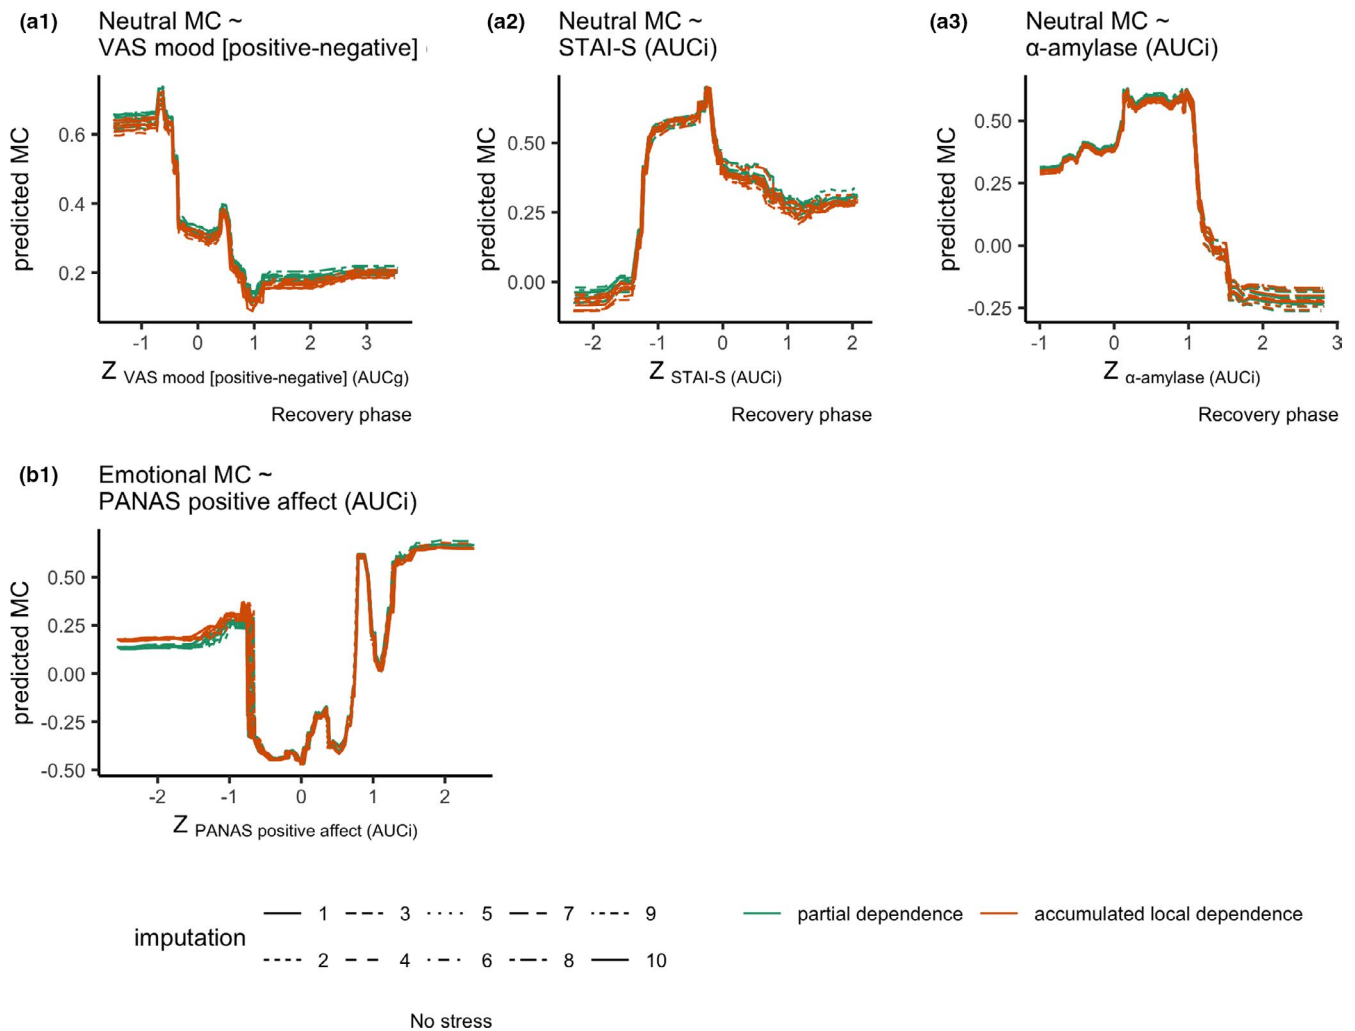 (a1) Neutral MC ~
VAS mood [positive-negative] (
predicted MC
0.6
0.4
0.2
-1 0 1 2 3
Z VAS mood [positive-negative] (AUCg)
Recovery phase
(a2) Neutral MC ~
STAI-S (AUCi)
predicted MC
0.50
0.25
0.00
-2 -1 0 1 2
Z STAI-S (AUCi)
Recovery phase
(a3) Neutral MC ~
α-amylase (AUCi)
predicted MC
0.50
0.25
0.00
-0.25
-1 0 1 2 3
Z α-amylase (AUCi)
Recovery phase
(b1) Emotional MC ~
PANAS positive affect (AUCi)
predicted MC
0.50
0.25
0.00
-0.25
-0.50
-2 -1 0 1 2
Z PANAS positive affect (AUCi)
imputation
1 3 5 7 9
2 4 6 8 10
partial dependence accumulated local dependence
No stress